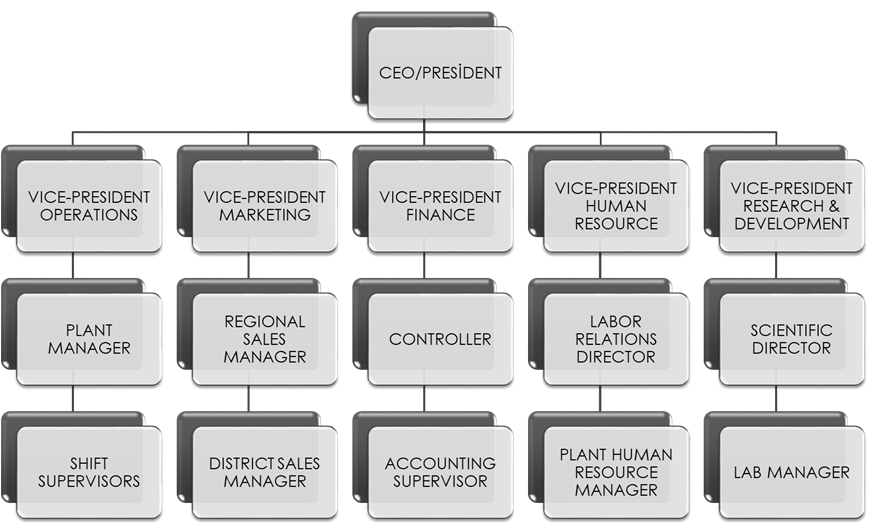 CEO/PRESİDENT
VICE-PRESIDENT
OPERATIONS
VICE-PRESIDENT
MARKETING
VICE-PRESIDENT
FINANCE
VICE-PRESIDENT
HUMAN
RESOURCE
VICE-PRESIDENT
RESEARCH &
DEVELOPMENT
PLANT
MANAGER
REGIONAL
SALES
MANAGER
CONTROLLER
LABOR
RELATIONS
DIRECTOR
SCIENTIFIC
DIRECTOR
SHIFT
SUPERVISORS
DISTRICT SALES
MANAGER
ACCOUNTING
SUPERVISOR
PLANT HUMAN
RESOURCE
MANAGER
LAB MANAGER